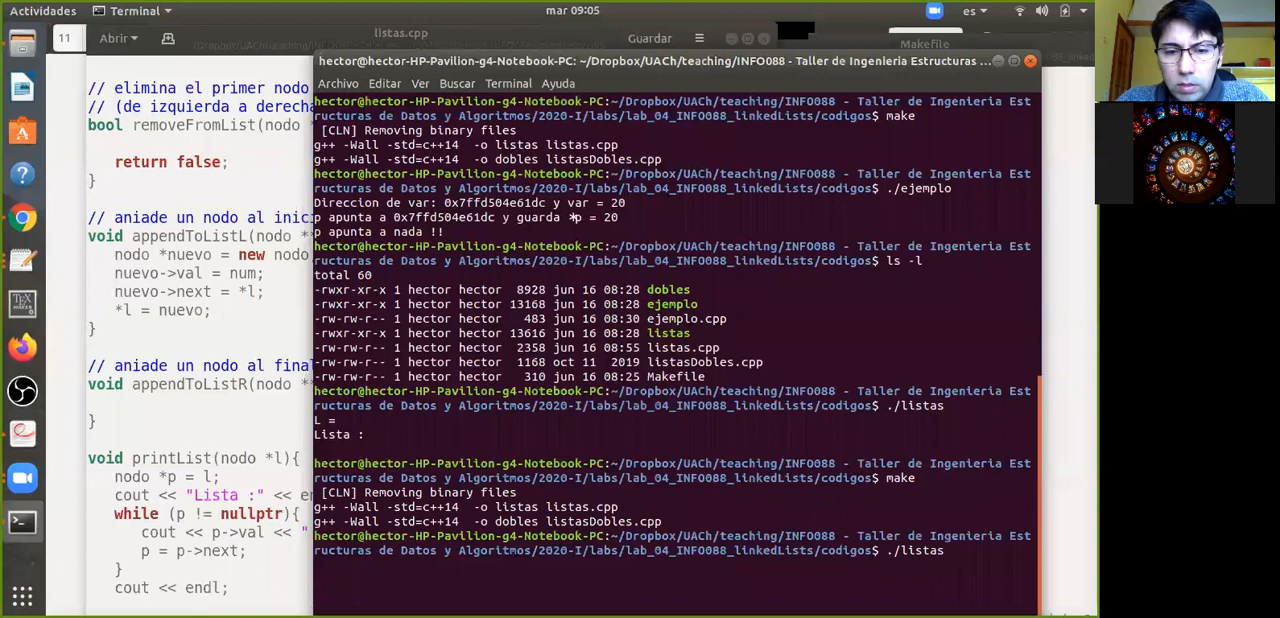 Actividades Terminal mar 09:05 es
11 Abrir listas.cpp Guardar
Makefile
// elimina el primer nodo
// (de izquierda a derecha
bool removeFromList(nodo *
return false;
}
// aniade un nodo al inici
void appendToListL(nodo **
nodo *nuevo = new nodo
nuevo->val = num;
nuevo->next = *l;
*l = nuevo;
}
// aniade un nodo al final
void appendToListR(nodo **
}
void printList(nodo *l){
nodo *p = l;
cout << "Lista :" << en
while (p != nullptr){
cout << p->val << "
p = p->next;
}
cout << endl;
hector@hector-HP-Pavilion-g4-Notebook-PC: ~/Dropbox/UACh/teaching/INFO088 - Taller de Ingenieria Estructuras ...
Archivo Editar Ver Buscar Terminal Ayuda
hector@hector-HP-Pavilion-g4-Notebook-PC:~/Dropbox/UACh/teaching/INFO088 - Taller de Ingenieria Est
ructuras de Datos y Algoritmos/2020-I/labs/lab_04_INFO088_linkedLists/codigos$ make
[CLN] Removing binary files
g++ -Wall -std=c++14 -o listas listas.cpp
g++ -Wall -std=c++14 -o dobles listasDobles.cpp
hector@hector-HP-Pavilion-g4-Notebook-PC:~/Dropbox/UACh/teaching/INFO088 - Taller de Ingenieria Est
ructuras de Datos y Algoritmos/2020-I/labs/lab_04_INFO088_linkedLists/codigos$ ./ejemplo
Direccion de var: 0x7ffd504e61dc y var = 20
p apunta a 0x7ffd504e61dc y guarda *p = 20
p apunta a nada !!
hector@hector-HP-Pavilion-g4-Notebook-PC:~/Dropbox/UACh/teaching/INFO088 - Taller de Ingenieria Est
ructuras de Datos y Algoritmos/2020-I/labs/lab_04_INFO088_linkedLists/codigos$ ls -l
total 60
-rwxr-xr-x 1 hector hector 8928 jun 16 08:28 dobles
-rwxr-xr-x 1 hector hector 13168 jun 16 08:28 ejemplo
-rw-rw-r-- 1 hector hector 483 jun 16 08:30 ejemplo.cpp
-rwxr-xr-x 1 hector hector 13616 jun 16 08:28 listas
-rw-rw-r-- 1 hector hector 2358 jun 16 08:55 listas.cpp
-rw-rw-r-- 1 hector hector 1168 oct 11 2019 listasDobles.cpp
-rw-rw-r-- 1 hector hector 310 jun 16 08:25 Makefile
hector@hector-HP-Pavilion-g4-Notebook-PC:~/Dropbox/UACh/teaching/INFO088 - Taller de Ingenieria Est
ructuras de Datos y Algoritmos/2020-I/labs/lab_04_INFO088_linkedLists/codigos$ ./listas
L =
Lista :
hector@hector-HP-Pavilion-g4-Notebook-PC:~/Dropbox/UACh/teaching/INFO088 - Taller de Ingenieria Est
ructuras de Datos y Algoritmos/2020-I/labs/lab_04_INFO088_linkedLists/codigos$ make
[CLN] Removing binary files
g++ -Wall -std=c++14 -o listas listas.cpp
g++ -Wall -std=c++14 -o dobles listasDobles.cpp
hector@hector-HP-Pavilion-g4-Notebook-PC:~/Dropbox/UACh/teaching/INFO088 - Taller de Ingenieria Est
ructuras de Datos y Algoritmos/2020-I/labs/lab_04_INFO088_linkedLists/codigos$ ./listas